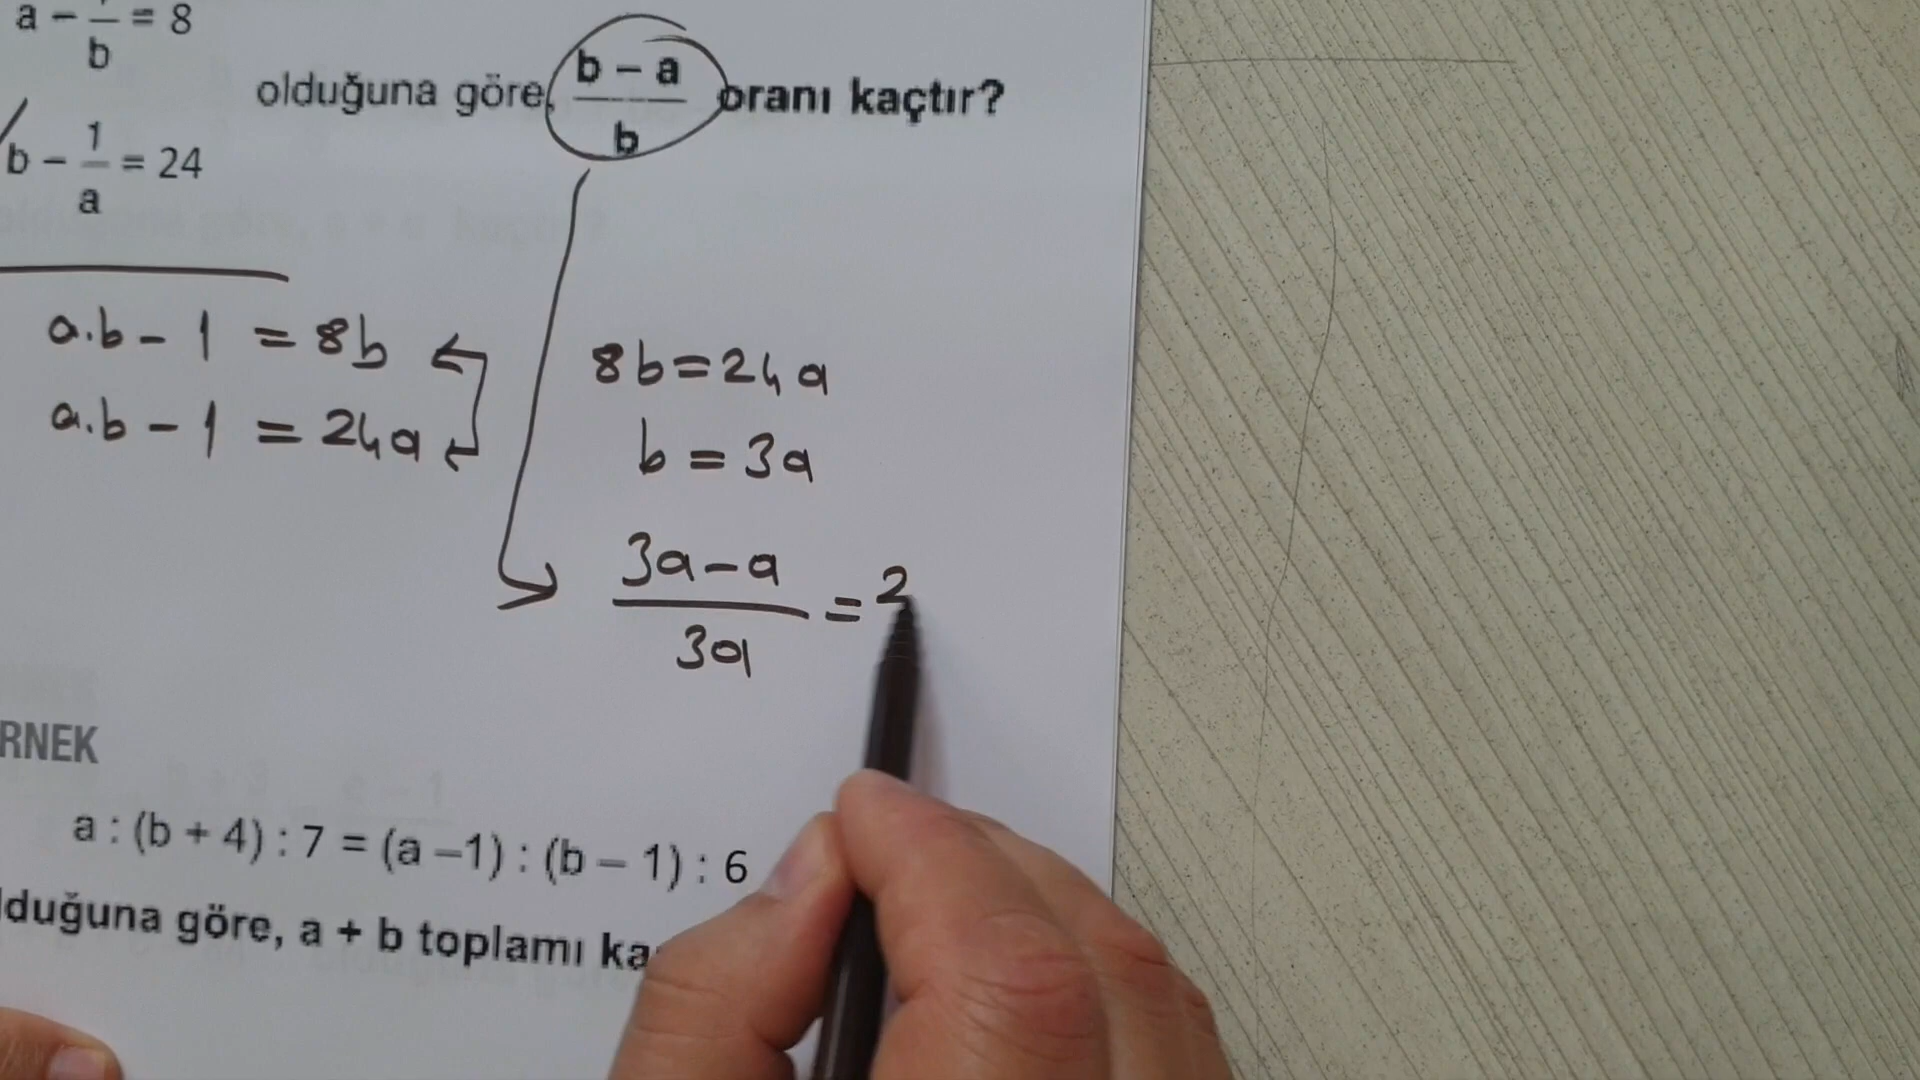 a - 1/b = 8
olduğuna göre, (b - a)/b oranı kaçtır?
b - 1/a = 24
a.b - 1 = 8b
a.b - 1 = 24a
8b = 24a
b = 3a
(3a - a)/3a = 2
RNEK
a : (b + 4) : 7 = (a –1) : (b – 1) : 6
lduğuna göre, a + b toplamı ka